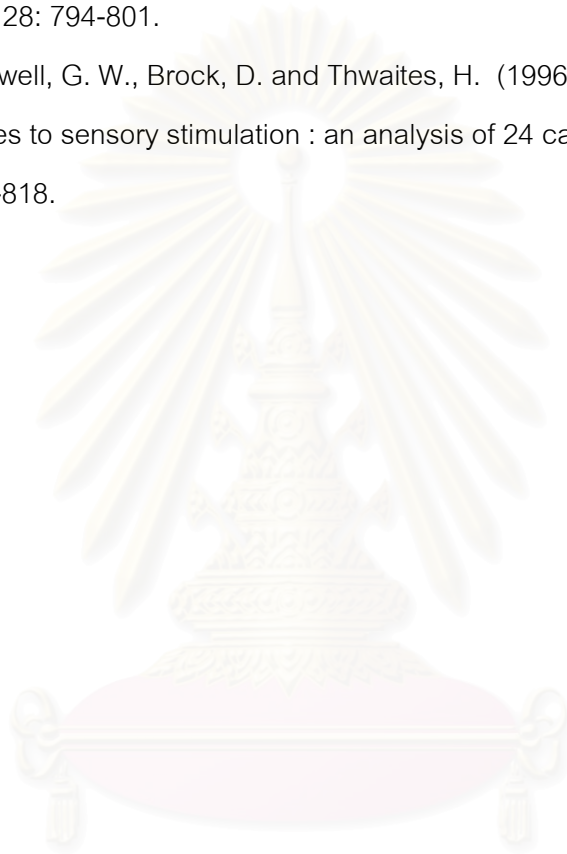 28: 794-801.
well, G. W., Brock, D. and Thwaites, H. (1996
es to sensory stimulation : an analysis of 24 ca
-818.